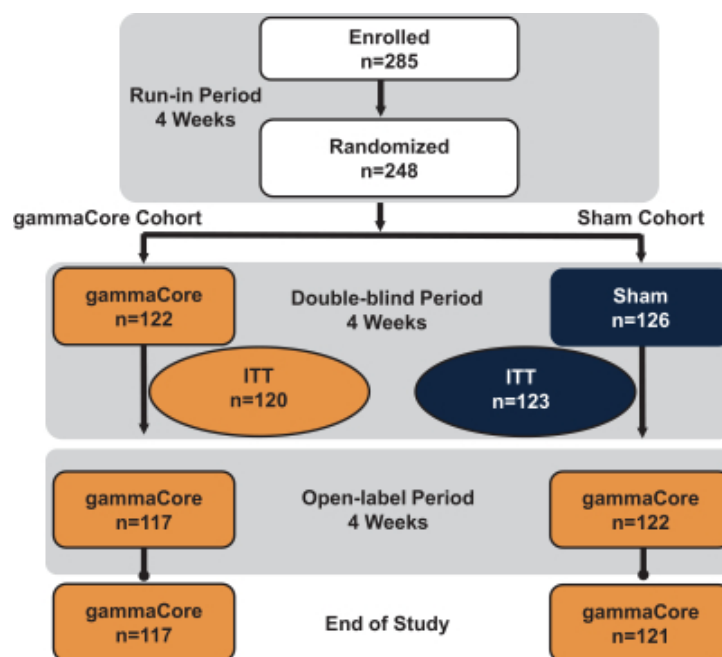 Enrolled
n=285
Run-in Period
4 Weeks
Randomized
n=248
gammaCore Cohort
Sham Cohort
gammaCore
n=122
Double-blind Period
4 Weeks
Sham
n=126
ITT
n=120
ITT
n=123
gammaCore
n=117
Open-label Period
4 Weeks
gammaCore
n=122
gammaCore
n=117
End of Study
gammaCore
n=121